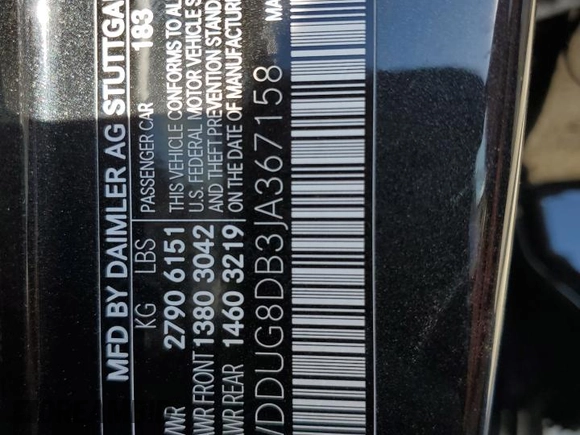 MFD BY DAIMLER AG STUTTGA
KG LBS
WR 2790 6151
WR FRONT 1380 3042
WR REAR 1460 3219
PASSENGER CAR 183
THIS VEHICLE CONFORMS TO AL
U.S. FEDERAL MOTOR VEHICLE S
AND THEFT PREVENTION STAND
ON THE DATE OF MANUFACTUR
DDUG8DB3JA367158
MA